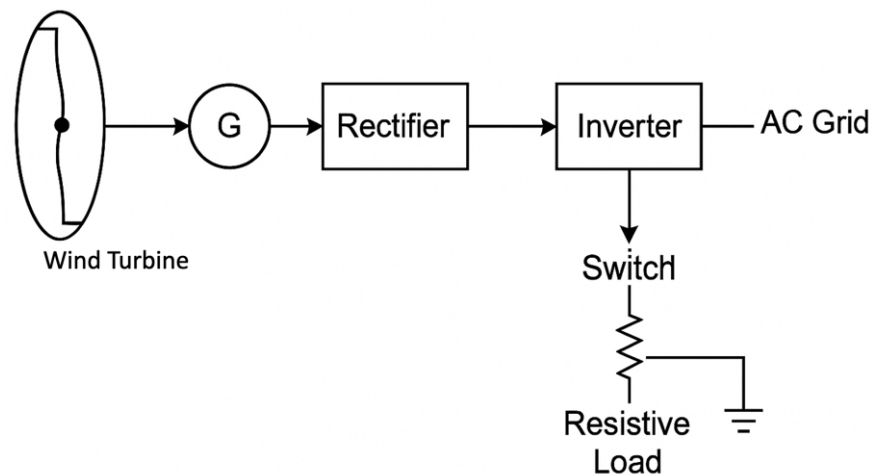 G
Rectifier
Inverter
AC Grid
Wind Turbine
Switch
Resistive
Load